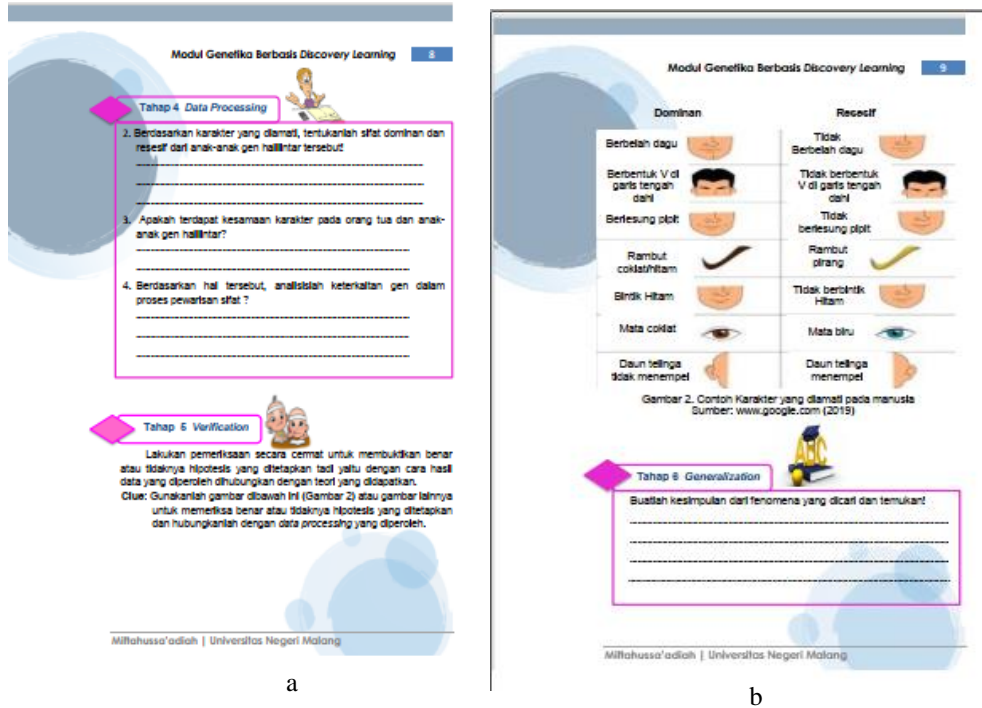 Modul Genetika Berbasis Discovery Learning 8
Tahap 4 Data Processing
2. Berdasarkan karakter yang diamati, tentukanlah sifat dominan dan
resesif dari anak-anak gen halilintar tersebut!
3. Apakah terdapat kesamaan karakter pada orang tua dan anak-
anak gen halilintar?
4. Berdasarkan hal tersebut, analisislah keterkaitan gen dalam
proses pewarisan sifat ?
Tahap 5 Verification
Lakukan pemeriksaan secara cermat untuk membuktikan benar
atau tidaknya hipotesis yang ditetapkan tadi yaitu dengan cara hasil
data yang diperoleh dihubungkan dengan teori yang didapatkan.
Clue: Gunakanlah gambar dibawah ini (Gambar 2) atau gambar lainnya
untuk memeriksa benar atau tidaknya hipotesis yang ditetapkan
dan hubungkanlah dengan data processing yang diperoleh.
Miftahussa'adiah | Universitas Negeri Malang
a
Modul Genetika Berbasis Discovery Learning 9
Dominan Resesif
Berbelah dagu
Tidak
Berbelah dagu
Berbentuk V di
garis tengah
dahi
Tidak berbentuk
V di garis tengah
dahi
Berlesung pipit
Tidak
berlesung pipit
Rambut
coklat/hitam
Rambut
pirang
Bintik Hitam
Tidak berbintik
Hitam
Mata coklat
Mata biru
Daun telinga
tidak menempel
Daun telinga
menempel
Gambar 2. Contoh Karakter yang diamati pada manusia
Sumber: www.google.com (2019)
ABC
Tahap 6 Generalization
Buatlah kesimpulan dari fenomena yang dicari dan temukan!
Miftahussa'adiah | Universitas Negeri Malang
b